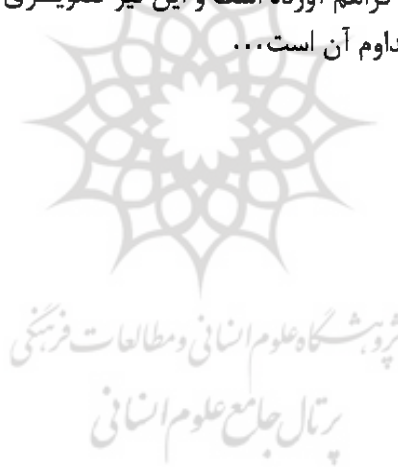 فراهم آورده است و این نیز
داوم آن است...
پژوهشگاه علوم انسانی و مطالعات فرهنگی
پرتال جامع علوم انسانی